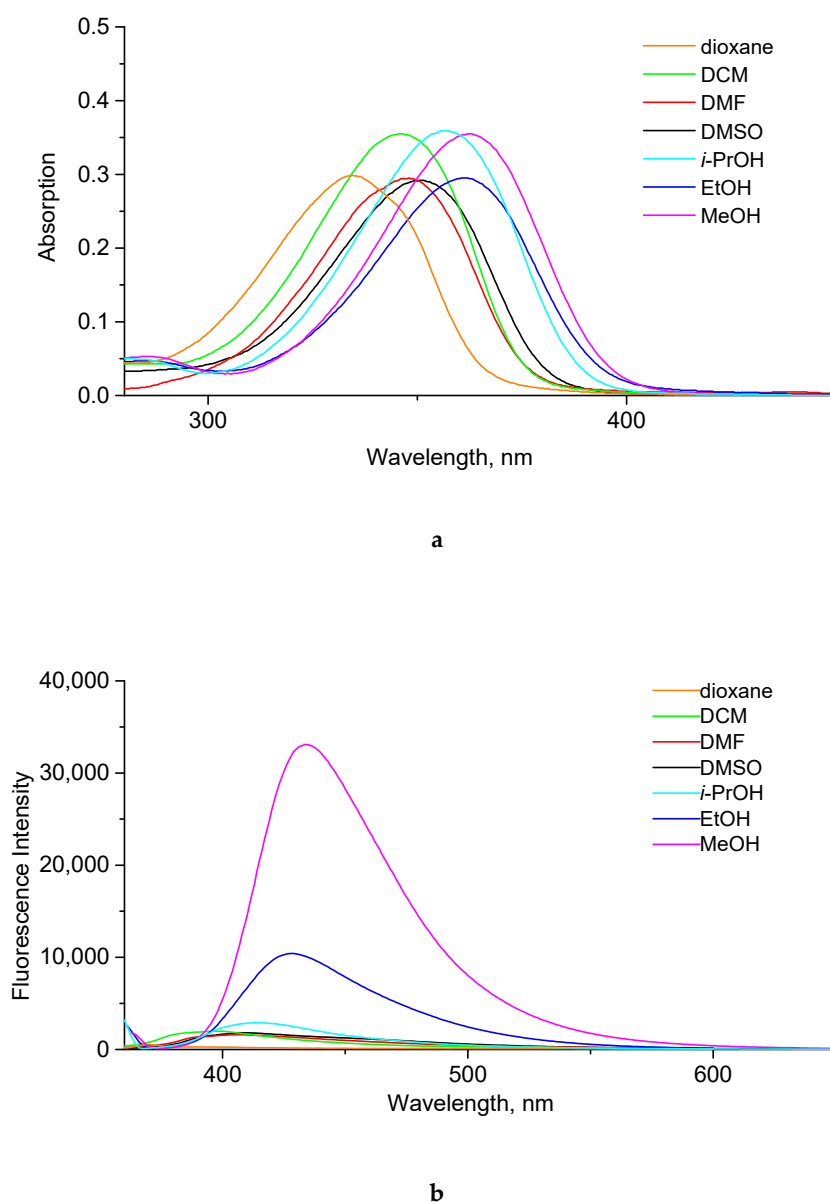 0.5
0.4
0.3
0.2
0.1
0.0
Absorption
300
400
Wavelength, nm
dioxane
DCM
DMF
DMSO
i-PrOH
EtOH
MeOH
a
40,000
30,000
20,000
10,000
0
Fluorescence Intensity
400
500
600
Wavelength, nm
dioxane
DCM
DMF
DMSO
i-PrOH
EtOH
MeOH
b